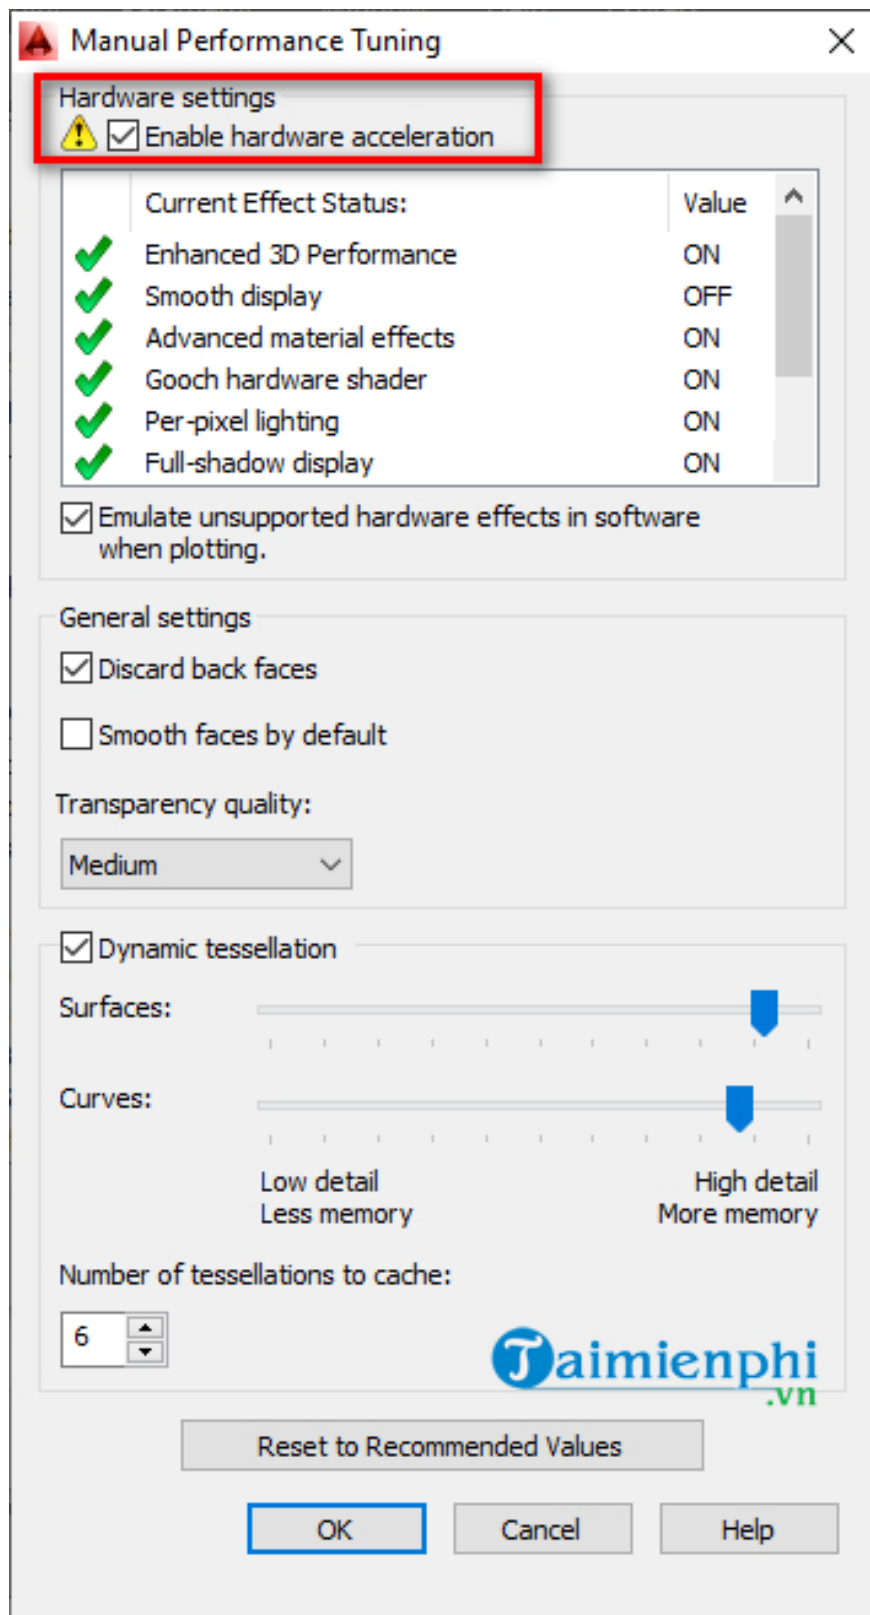 Manual Performance Tuning
Hardware settings
Enable hardware acceleration
Current Effect Status: Value
Enhanced 3D Performance ON
Smooth display OFF
Advanced material effects ON
Gooch hardware shader ON
Per-pixel lighting ON
Full-shadow display ON
Emulate unsupported hardware effects in software
when plotting.
General settings
Discard back faces
Smooth faces by default
Transparency quality:
Medium
Dynamic tessellation
Surfaces:
Curves:
Low detail High detail
Less memory More memory
Number of tessellations to cache:
6
Taimienphi
.vn
Reset to Recommended Values
OK Cancel Help